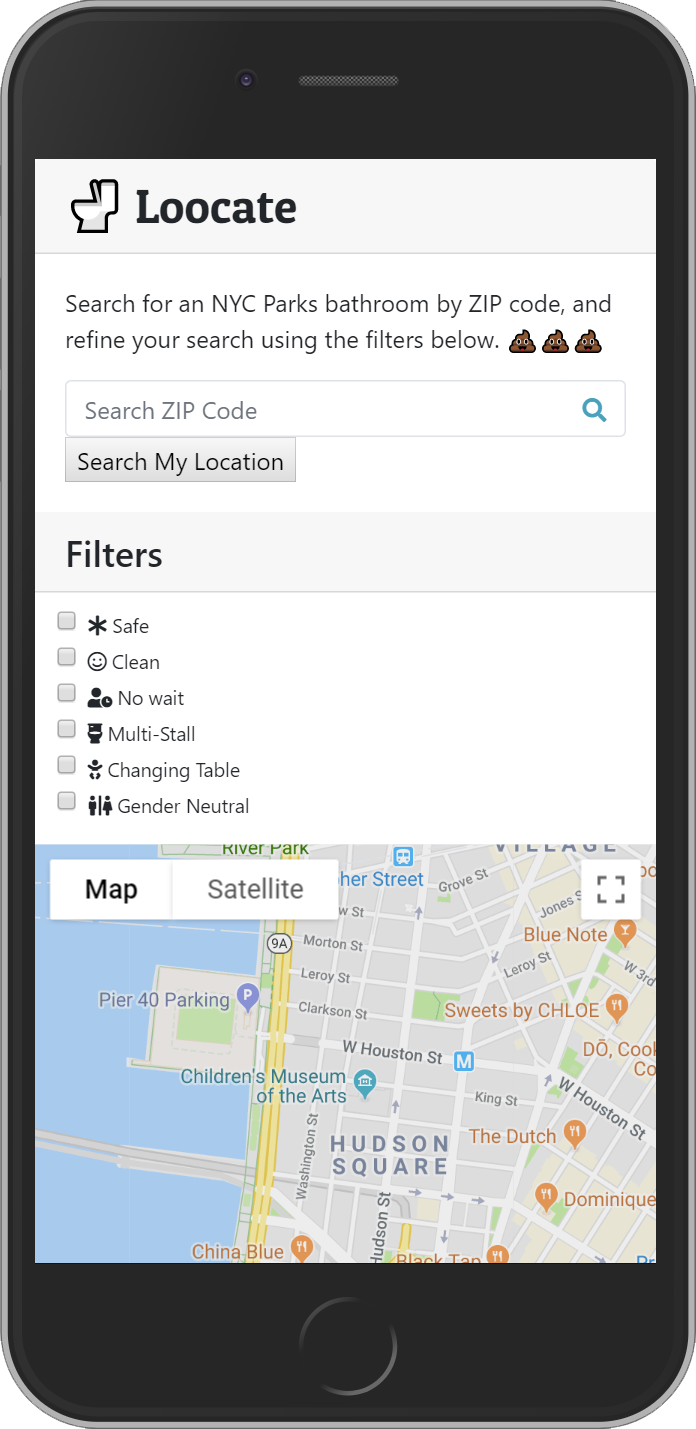 Loocate
Search for an NYC Parks bathroom by ZIP code, and
refine your search using the filters below. 💩 💩 💩
Search ZIP Code
Search My Location
Filters
Safe
Clean
No wait
Multi-Stall
Changing Table
Gender Neutral
River Park
VILLAGE
Map
Satellite
her Street
Grove St
w St
Jones S
Blue Note
9A
Morton St
Leroy St
Leroy St
W 3rd
Pier 40 Parking
P
Clarkson St
Sweets by CHLOE
W Houston St
M
DŌ, Cook
Co
Children's Museum
of the Arts
King St
W Houston St
The Dutch
Washington St
HUDSON
SQUARE
Dominique
Hudson St
China Blue
Black Tap
Pr